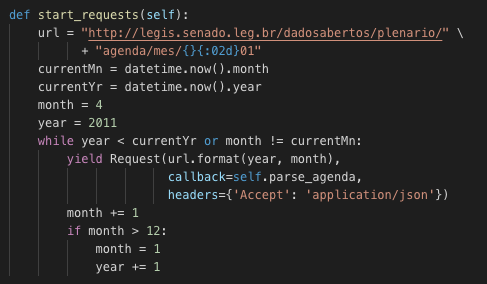 def start_requests(self):
    url = "http://legis.senado.leg.br/dadosabertos/plenario/" \
          + "agenda/mes/{}{:02d}01"
    currentMn = datetime.now().month
    currentYr = datetime.now().year
    month = 4
    year = 2011
    while year < currentYr or month != currentMn:
        yield Request(url.format(year, month),
                      callback=self.parse_agenda,
                      headers={'Accept': 'application/json'})
        month += 1
        if month > 12:
            month = 1
            year += 1